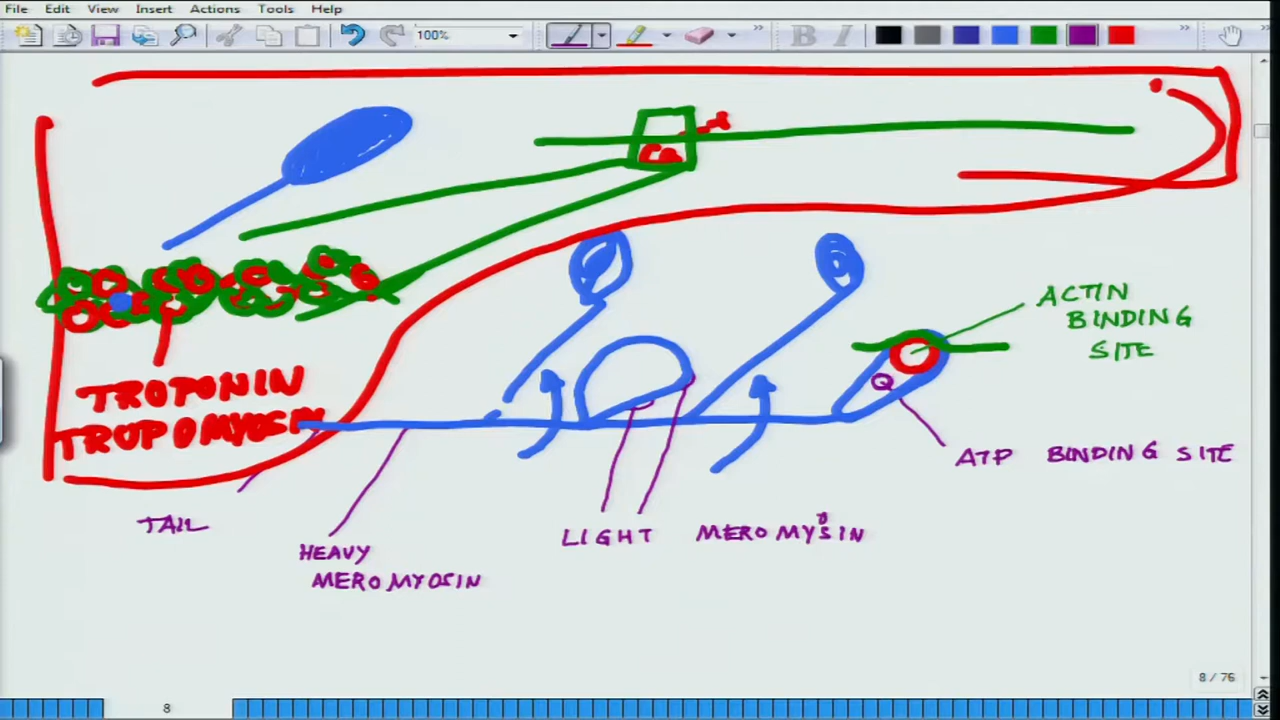 File Edit View Insert Actions Tools Help
100%
B I
Ca
TROPONIN
TROPOMYOSIN
ACTIN
BINDING
SITE
ATP BINDING SITE
TAIL
HEAVY
MEROMYOSIN
LIGHT MEROMYSIN
8 / 76
8